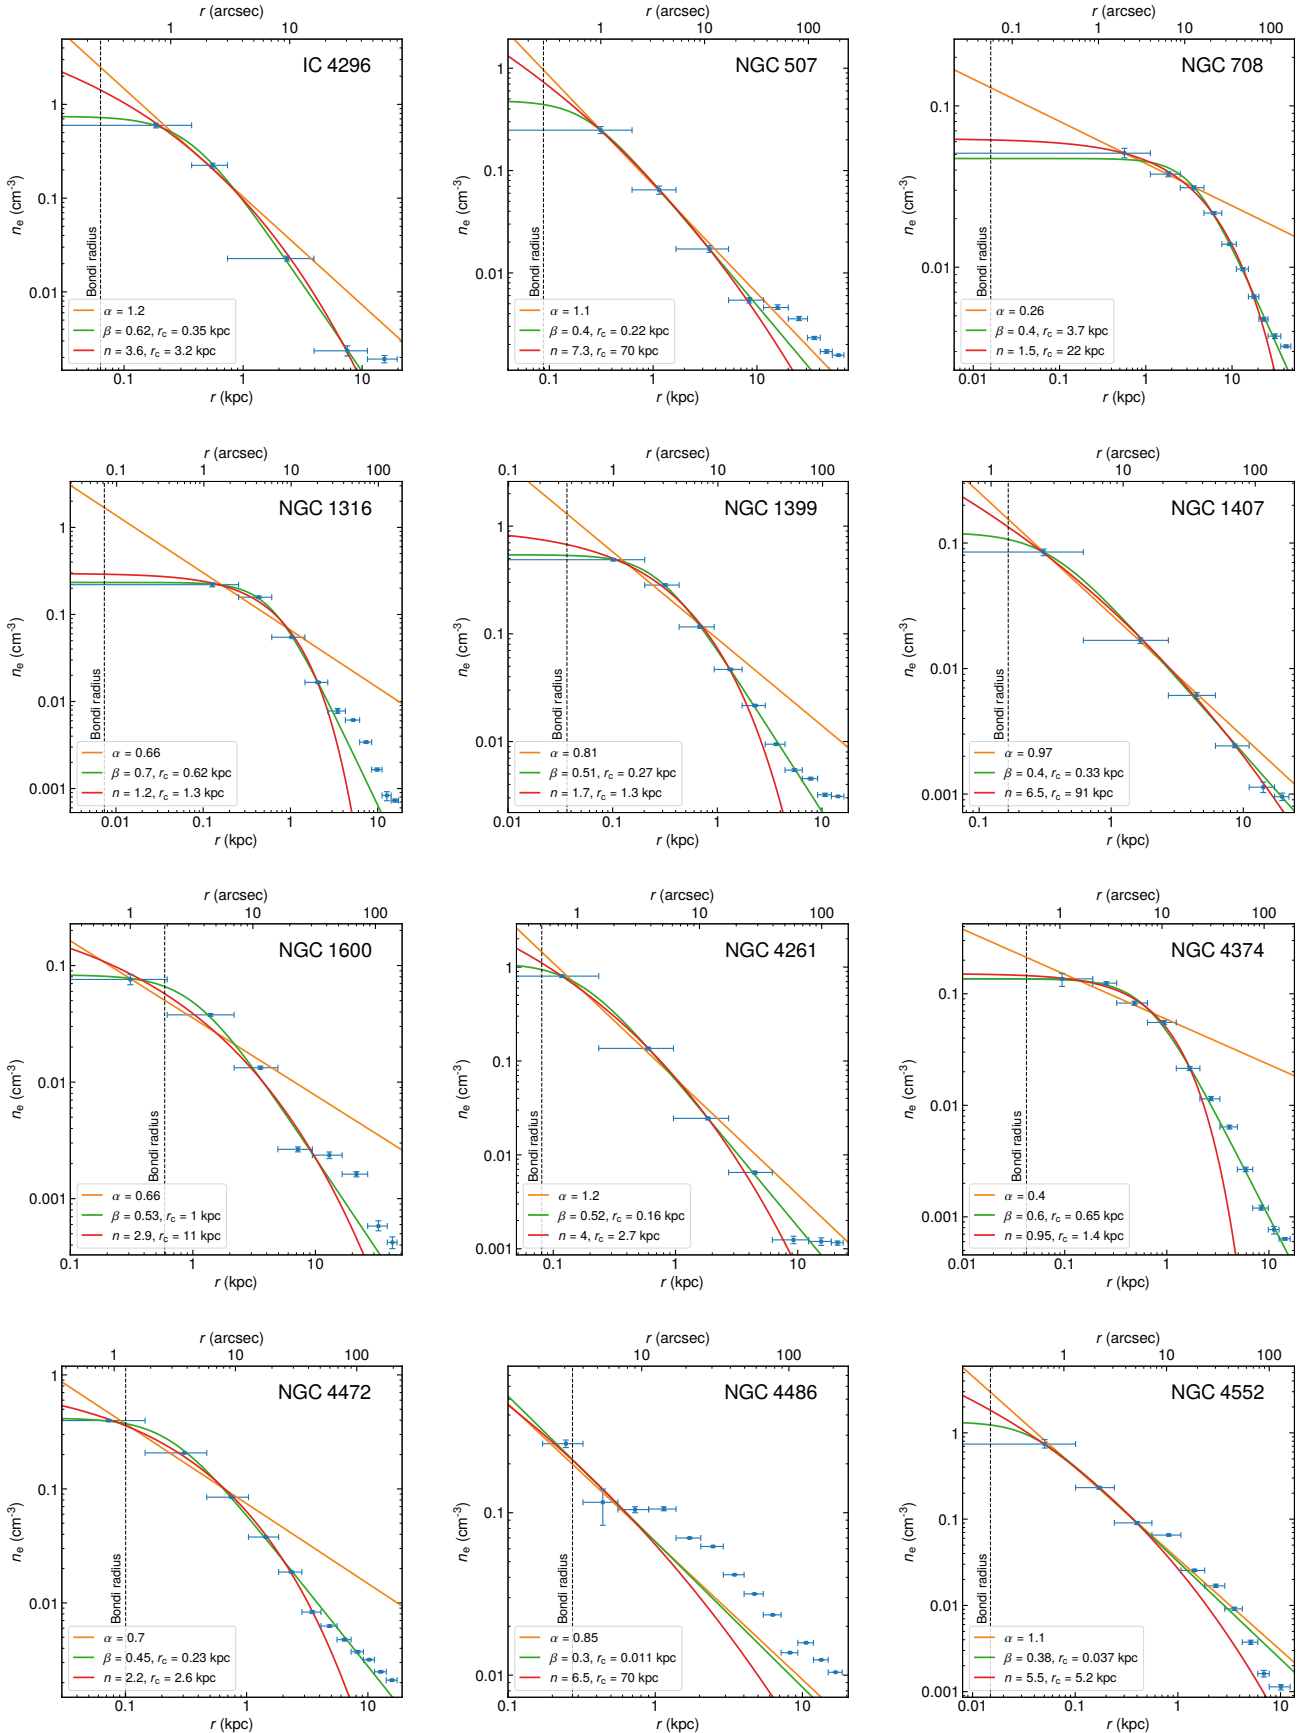 r (arcsec)
1
10
IC 4296
1
0.1
0.01
nₑ (cm⁻³)
Bondi radius
α = 1.2
β = 0.62, r_c = 0.35 kpc
n = 3.6, r_c = 3.2 kpc
0.1
1
10
r (kpc)
r (arcsec)
1
10
100
NGC 507
1
0.1
0.01
nₑ (cm⁻³)
Bondi radius
α = 1.1
β = 0.4, r_c = 0.22 kpc
n = 7.3, r_c = 70 kpc
0.1
1
10
r (kpc)
r (arcsec)
0.1
1
10
100
NGC 708
0.1
0.01
nₑ (cm⁻³)
Bondi radius
α = 0.26
β = 0.4, r_c = 3.7 kpc
n = 1.5, r_c = 22 kpc
0.01
0.1
1
10
r (kpc)
r (arcsec)
0.1
1
10
100
NGC 1316
1
0.1
0.01
0.001
nₑ (cm⁻³)
Bondi radius
α = 0.66
β = 0.7, r_c = 0.62 kpc
n = 1.2, r_c = 1.3 kpc
0.01
0.1
1
10
r (kpc)
r (arcsec)
0.1
1
10
100
NGC 1399
1
0.1
0.01
nₑ (cm⁻³)
Bondi radius
α = 0.81
β = 0.51, r_c = 0.27 kpc
n = 1.7, r_c = 1.3 kpc
0.01
0.1
1
10
r (kpc)
r (arcsec)
1
10
100
NGC 1407
0.1
0.01
0.001
nₑ (cm⁻³)
Bondi radius
α = 0.97
β = 0.4, r_c = 0.33 kpc
n = 6.5, r_c = 91 kpc
0.1
1
10
r (kpc)
r (arcsec)
1
10
100
NGC 1600
0.1
0.01
0.001
nₑ (cm⁻³)
Bondi radius
α = 0.66
β = 0.53, r_c = 1 kpc
n = 2.9, r_c = 11 kpc
0.1
1
10
r (kpc)
r (arcsec)
1
10
100
NGC 4261
1
0.1
0.01
0.001
nₑ (cm⁻³)
Bondi radius
α = 1.2
β = 0.52, r_c = 0.16 kpc
n = 4, r_c = 2.7 kpc
0.1
1
10
r (kpc)
r (arcsec)
1
10
100
NGC 4374
0.1
0.01
0.001
nₑ (cm⁻³)
Bondi radius
α = 0.4
β = 0.6, r_c = 0.65 kpc
n = 0.95, r_c = 1.4 kpc
0.01
0.1
1
10
r (kpc)
r (arcsec)
1
10
100
NGC 4472
1
0.1
0.01
nₑ (cm⁻³)
Bondi radius
α = 0.7
β = 0.45, r_c = 0.23 kpc
n = 2.2, r_c = 2.6 kpc
0.1
1
10
r (kpc)
r (arcsec)
10
100
NGC 4486
0.1
0.01
nₑ (cm⁻³)
Bondi radius
α = 0.85
β = 0.3, r_c = 0.011 kpc
n = 6.5, r_c = 70 kpc
0.1
1
10
r (kpc)
r (arcsec)
1
10
100
NGC 4552
1
0.1
0.01
0.001
nₑ (cm⁻³)
Bondi radius
α = 1.1
β = 0.38, r_c = 0.037 kpc
n = 5.5, r_c = 5.2 kpc
0.01
0.1
1
10
r (kpc)